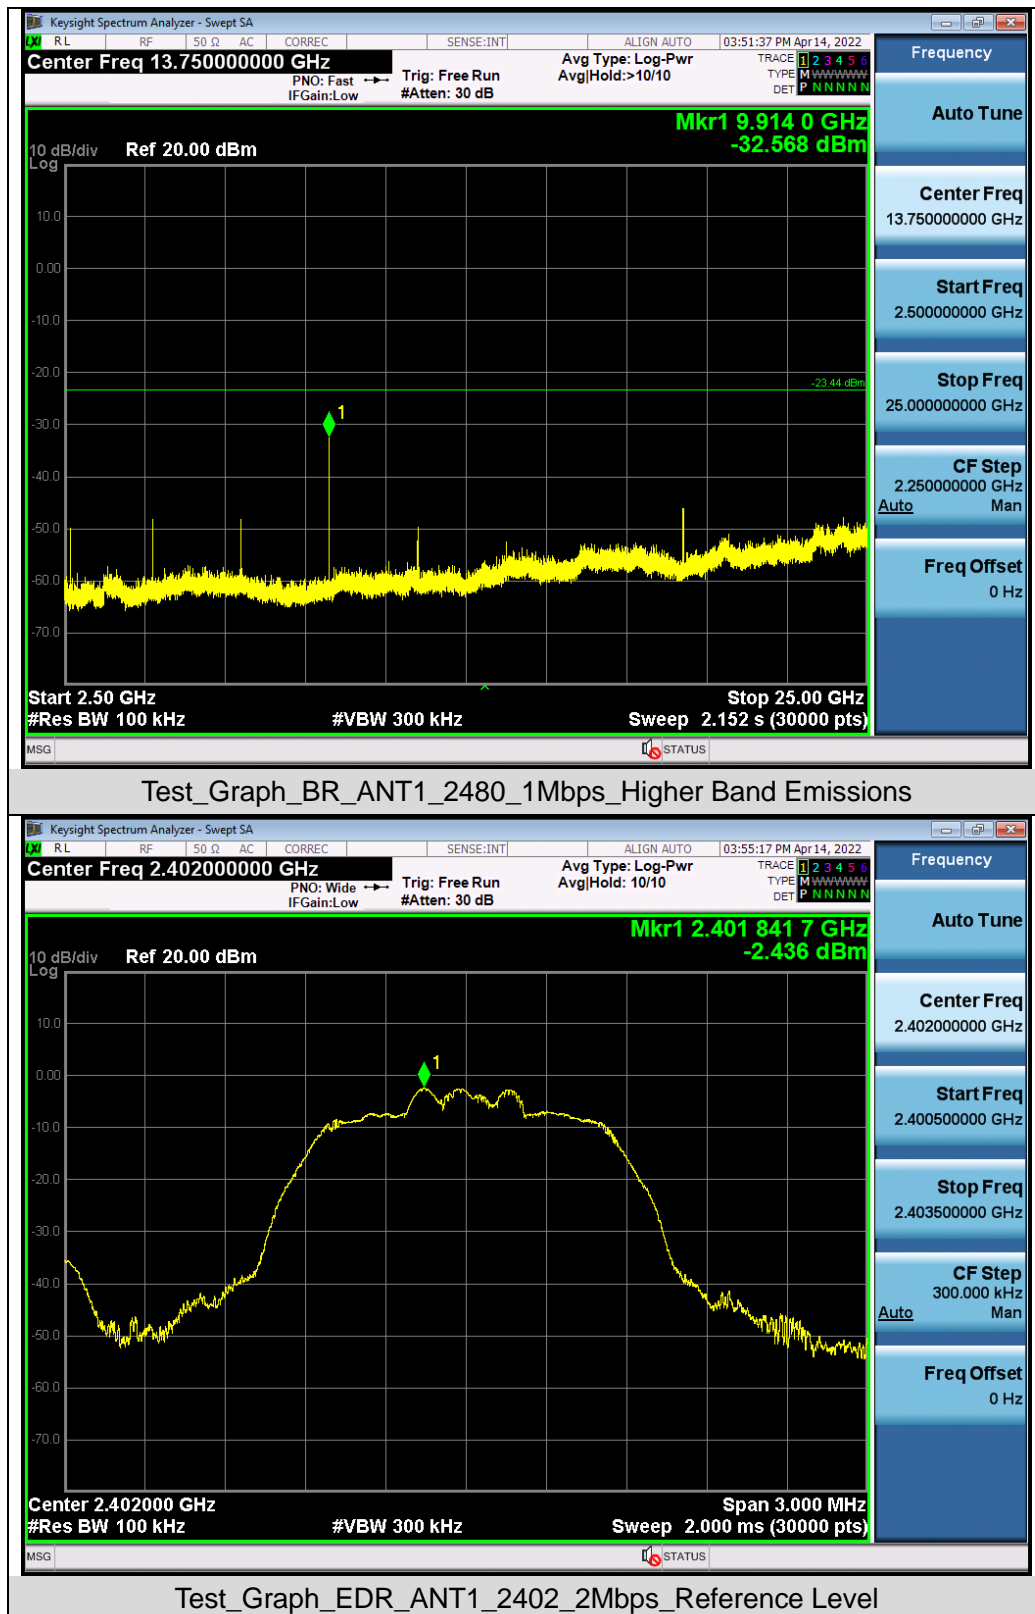 Keysight Spectrum Analyzer - Swept SA
LXI RL RF 50 Ω AC CORREC SENSE:INT ALIGN AUTO 03:51:37 PM Apr 14, 2022
Center Freq 13.750000000 GHz
PNO: Fast
IFGain:Low
Trig: Free Run
#Atten: 30 dB
Avg Type: Log-Pwr
Avg|Hold:>10/10
TRACE 1 2 3 4 5 6
TYPE M WWWWW
DET P N N N N N
Mkr1 9.914 0 GHz
-32.568 dBm
10 dB/div Ref 20.00 dBm
Log
10.0
0.00
-10.0
-20.0
-23.44 dBm
1
-30.0
-40.0
-50.0
-60.0
-70.0
Start 2.50 GHz Stop 25.00 GHz
#Res BW 100 kHz #VBW 300 kHz Sweep 2.152 s (30000 pts)
MSG STATUS
Frequency
Auto Tune
Center Freq
13.750000000 GHz
Start Freq
2.500000000 GHz
Stop Freq
25.000000000 GHz
CF Step
2.250000000 GHz
Auto Man
Freq Offset
0 Hz
Test_Graph_BR_ANT1_2480_1Mbps_Higher Band Emissions
Keysight Spectrum Analyzer - Swept SA
LXI RL RF 50 Ω AC CORREC SENSE:INT ALIGN AUTO 03:55:17 PM Apr 14, 2022
Center Freq 2.402000000 GHz
PNO: Wide
IFGain:Low
Trig: Free Run
#Atten: 30 dB
Avg Type: Log-Pwr
Avg|Hold: 10/10
TRACE 1 2 3 4 5 6
TYPE M WWWWW
DET P N N N N N
Mkr1 2.401 841 7 GHz
-2.436 dBm
10 dB/div Ref 20.00 dBm
Log
10.0
1
0.00
-10.0
-20.0
-30.0
-40.0
-50.0
-60.0
-70.0
Center 2.402000 GHz Span 3.000 MHz
#Res BW 100 kHz #VBW 300 kHz Sweep 2.000 ms (30000 pts)
MSG STATUS
Frequency
Auto Tune
Center Freq
2.402000000 GHz
Start Freq
2.400500000 GHz
Stop Freq
2.403500000 GHz
CF Step
300.000 kHz
Auto Man
Freq Offset
0 Hz
Test_Graph_EDR_ANT1_2402_2Mbps_Reference Level